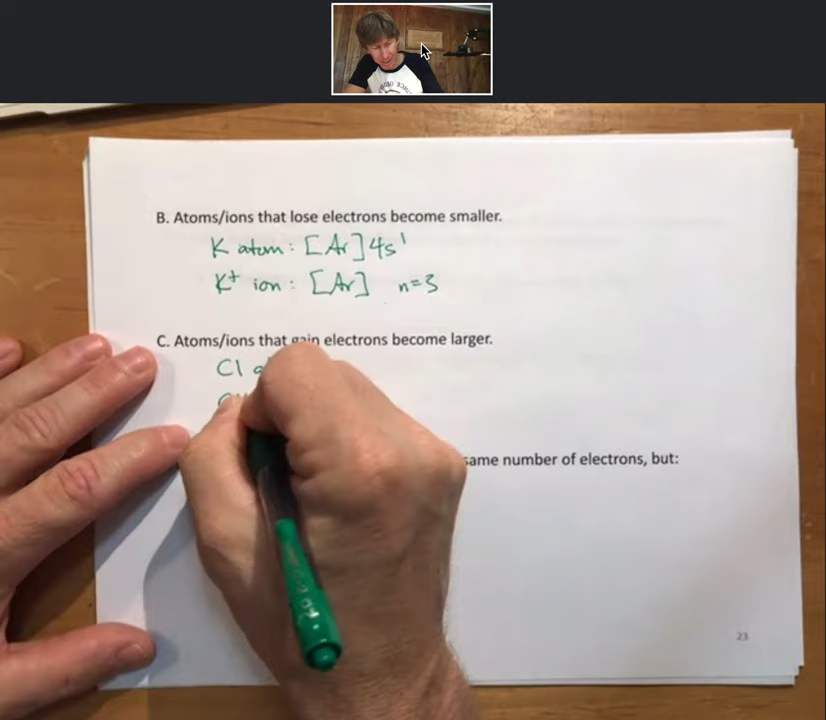 B. Atoms/ions that lose electrons become smaller.
K atom: [Ar]4s¹
K⁺ ion: [Ar] n=3
C. Atoms/ions that gain electrons become larger.
Cl
same number of electrons, but:
23